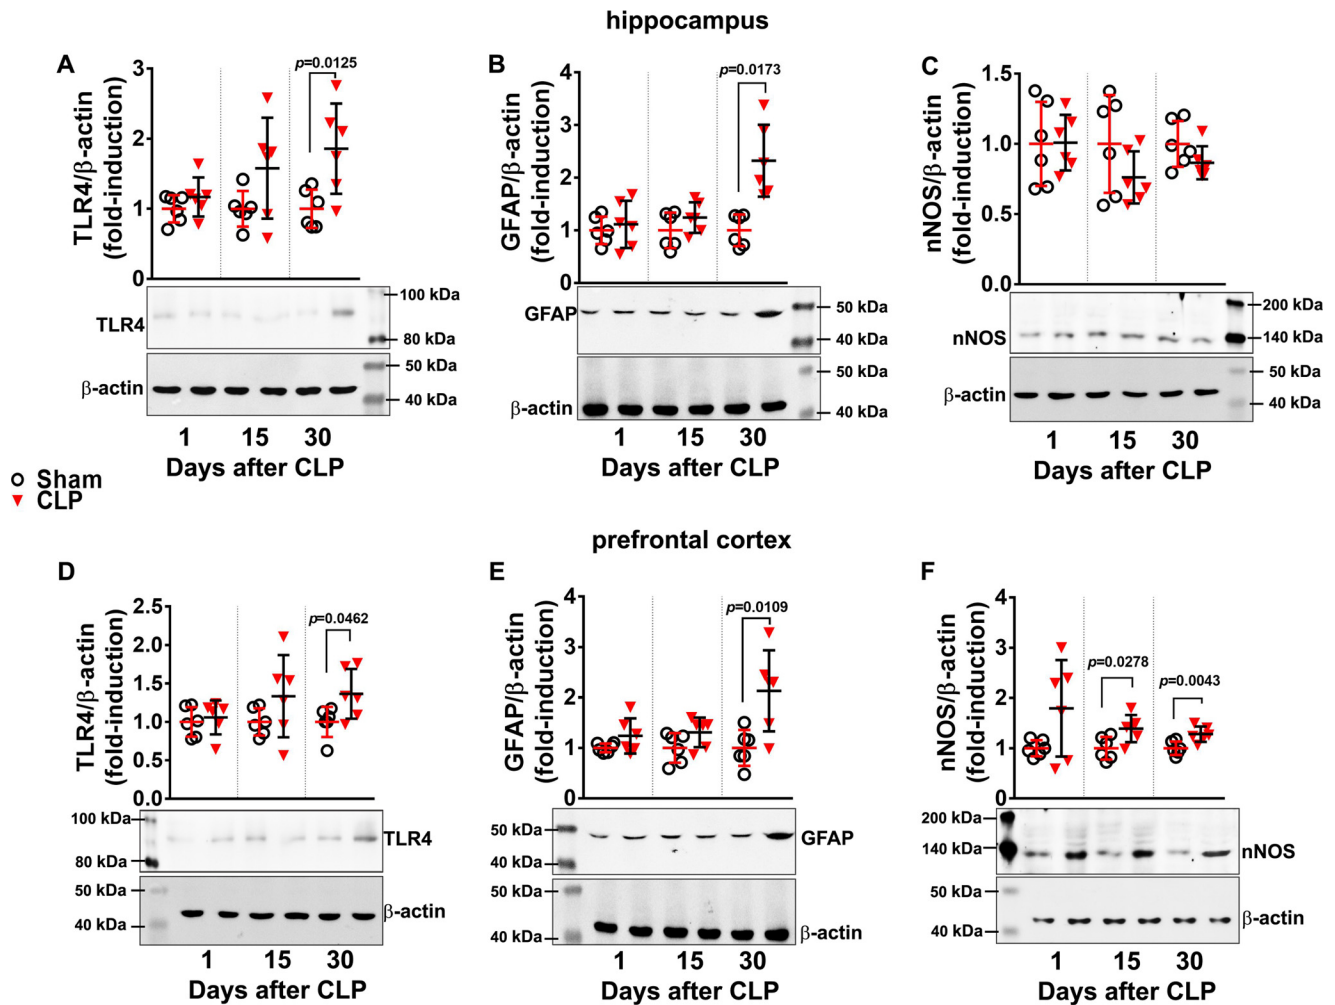 hippocampus
A
TLR4/β-actin
(fold-induction)
3
2
1
0
p=0.0125
TLR4
100 kDa
80 kDa
β-actin
50 kDa
40 kDa
1 15 30
Days after CLP
B
GFAP/β-actin
(fold-induction)
4
3
2
1
0
p=0.0173
GFAP
50 kDa
40 kDa
β-actin
50 kDa
40 kDa
1 15 30
Days after CLP
C
nNOS/β-actin
(fold-induction)
1.5
1.0
0.5
0.0
nNOS
200 kDa
140 kDa
β-actin
50 kDa
40 kDa
1 15 30
Days after CLP
Sham
CLP
prefrontal cortex
D
TLR4/β-actin
(fold-induction)
2.5
2.0
1.5
1.0
0.5
0.0
p=0.0462
100 kDa
80 kDa
TLR4
50 kDa
40 kDa
β-actin
1 15 30
Days after CLP
E
GFAP/β-actin
(fold-induction)
4
3
2
1
0
p=0.0109
50 kDa
40 kDa
GFAP
50 kDa
40 kDa
β-actin
1 15 30
Days after CLP
F
nNOS/β-actin
(fold-induction)
4
3
2
1
0
p=0.0278
p=0.0043
200 kDa
140 kDa
nNOS
50 kDa
40 kDa
β-actin
1 15 30
Days after CLP